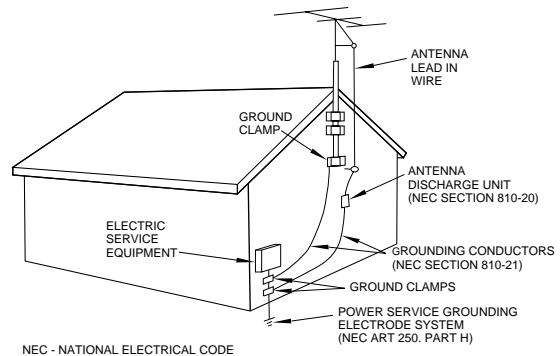 ANTENNA
LEAD IN
WIRE
GROUND
CLAMP
ANTENNA
DISCHARGE UNIT
(NEC SECTION 810-20)
ELECTRIC
SERVICE
EQUIPMENT
GROUNDING CONDUCTORS
(NEC SECTION 810-21)
GROUND CLAMPS
POWER SERVICE GROUNDING
ELECTRODE SYSTEM
(NEC ART 250. PART H)
NEC - NATIONAL ELECTRICAL CODE